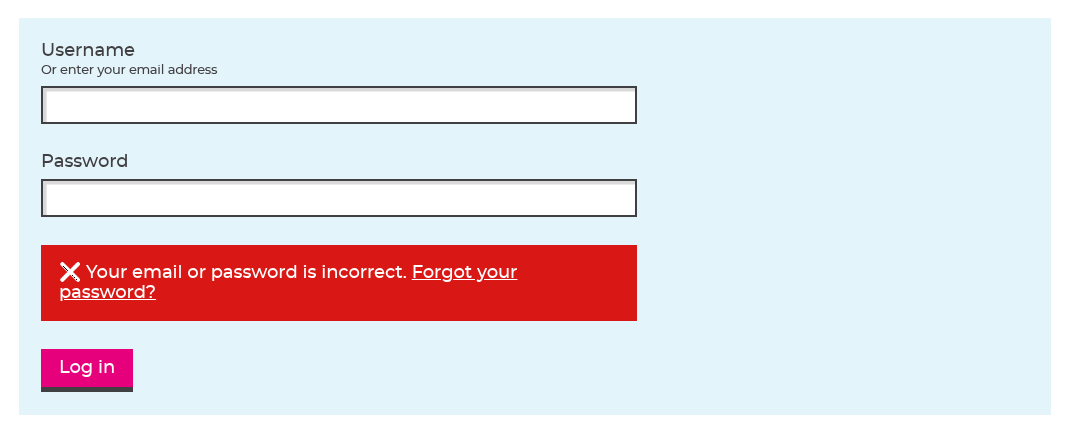 Username
Or enter your email address
Password
Your email or password is incorrect. Forgot your
password?
Log in